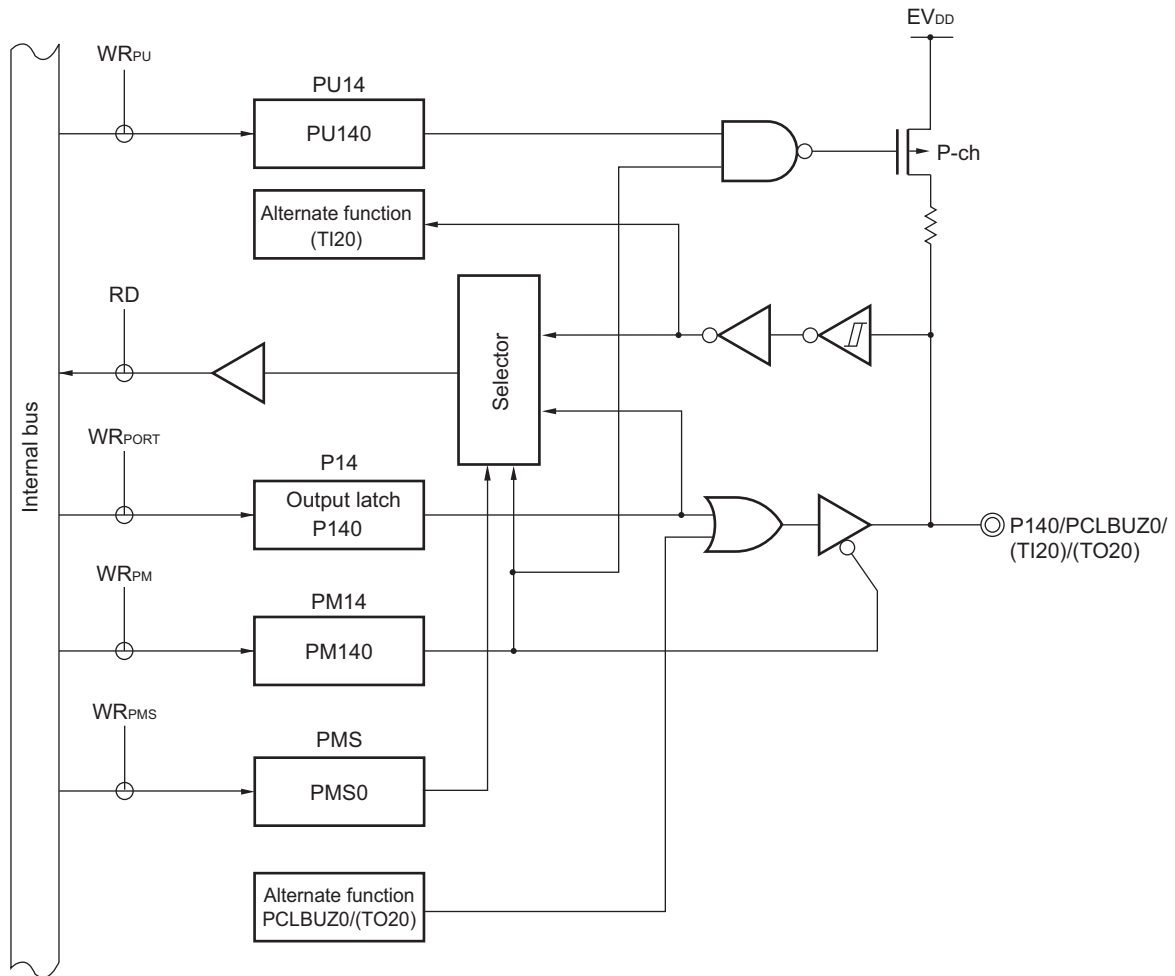 EVDD
WRPU
PU14
PU140
P-ch
Alternate function
(TI20)
RD
Selector
Internal bus
WRPORT
P14
Output latch
P140
P140/PCLBUZ0/
(TI20)/(TO20)
WRPM
PM14
PM140
WRPMS
PMS
PMS0
Alternate function
PCLBUZ0/(TO20)